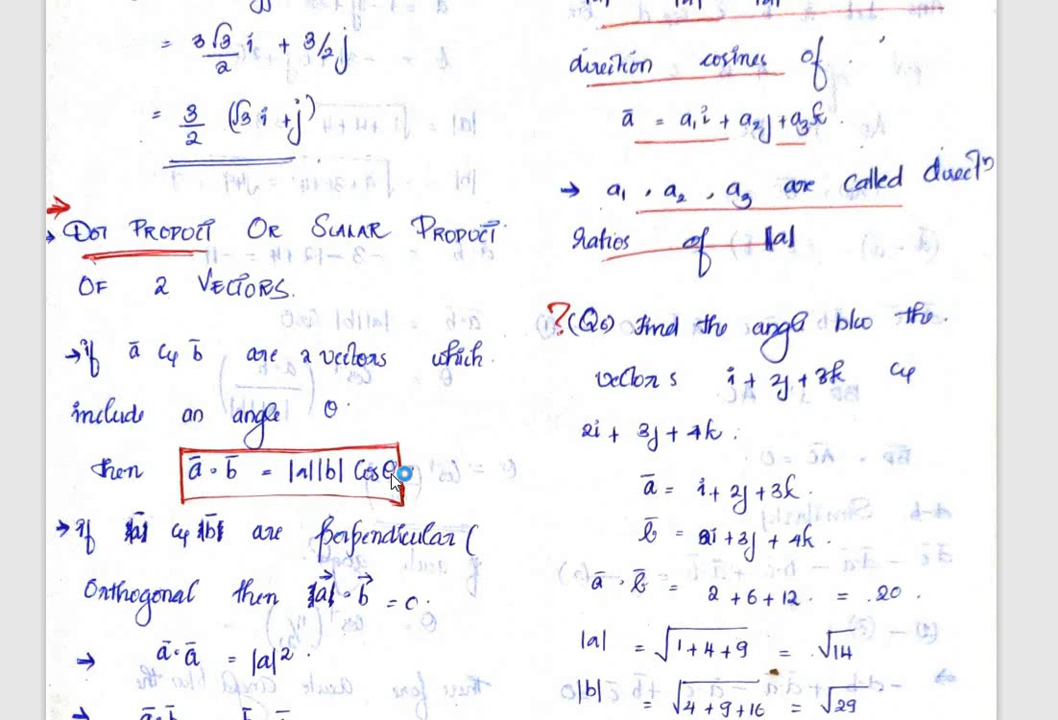 = 3√3/2 i + 3/2 j
= 3/2 (√3 i + j)
→ DOT PRODUCT OR SCALAR PRODUCT
OF 2 VECTORS.
→ if a̅ & b̅ are 2 vectors which
include an angle θ.
then a̅ · b̅ = |a||b| Cosθ
→ if a̅ & b̅ are perpendicular (
Orthogonal then a⃗ · b⃗ = 0.
→ a̅ · a̅ = |a|².
direction cosines of
a̅ = a₁i + a₂j + a₃k.
→ a₁, a₂, a₃ are called direct
ratios of |a|
?(Q6) Find the angle b/w the
vectors i + 2j + 3k &
2i + 3j + 4k.
a̅ = i + 2j + 3k.
b̅ = 2i + 3j + 4k.
a̅ · b̅ = 2 + 6 + 12. = 20.
|a| = √1+4+9 = √14
|b| = √4+9+16 = √29